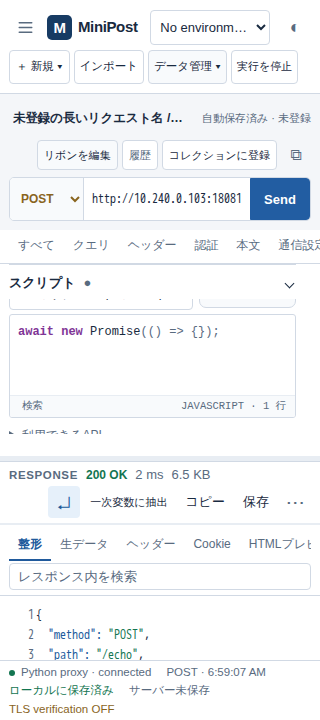 M MiniPost No environm...
+ 新規 ▾ インポート データ管理 ▾ 実行を停止
未登録の長いリクエスト名 /... 自動保存済み · 未登録
リボンを編集 履歴 コレクションに登録
POST http://10.240.0.103:18081 Send
すべて クエリ ヘッダー 認証 本文 通信設定
スクリプト ●
await new Promise(() => {});
検索 JAVASCRIPT · 1 行
RESPONSE 200 OK 2 ms 6.5 KB
一次変数に抽出 コピー 保存 ...
整形 生データ ヘッダー Cookie HTMLプレビ
レスポンス内を検索
1 {
2 "method": "POST",
3 "path": "/echo",
Python proxy · connected POST · 6:59:07 AM
ローカルに保存済み サーバー未保存
TLS verification OFF